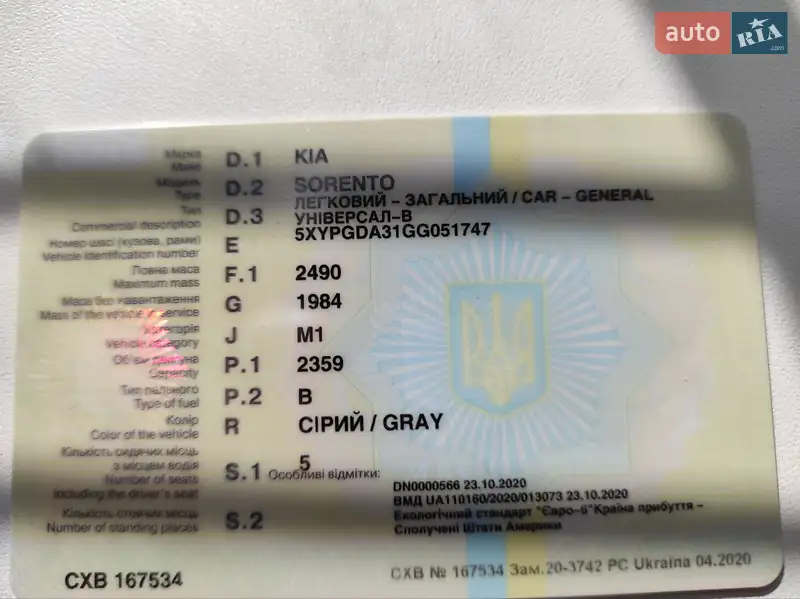 auto RIA .com
Марка
Make D.1 KIA
Модель
Type D.2 SORENTO
Тип
Commercial description D.3 ЛЕГКОВИЙ – ЗАГАЛЬНИЙ / CAR – GENERAL
УНІВЕРСАЛ-В
Номер шасі (кузова, рами)
Vehicle identification number E 5XYPGDA31GG051747
Повна маса
Maximum mass F.1 2490
Маса без навантаження
Mass of the vehicle in service G 1984
Категорія
Vehicle category J M1
Об'єм двигуна
Capacity P.1 2359
Тип пального
Type of fuel P.2 B
Колір
Color of the vehicle R СІРИЙ / GRAY
Кількість сидячих місць
з місцем водія
Number of seats
including the driver's seat S.1 5
Особливі відмітки:
Кількість стоячих місць
Number of standing places S.2
DN0000566 23.10.2020
ВМД UA110160/2020/013073 23.10.2020
Екологічний стандарт "Євро-6"Країна прибуття –
Сполучені Штати Америки
СХВ 167534
СХВ № 167534 Зам.20-3742 РС Ukraina 04.2020